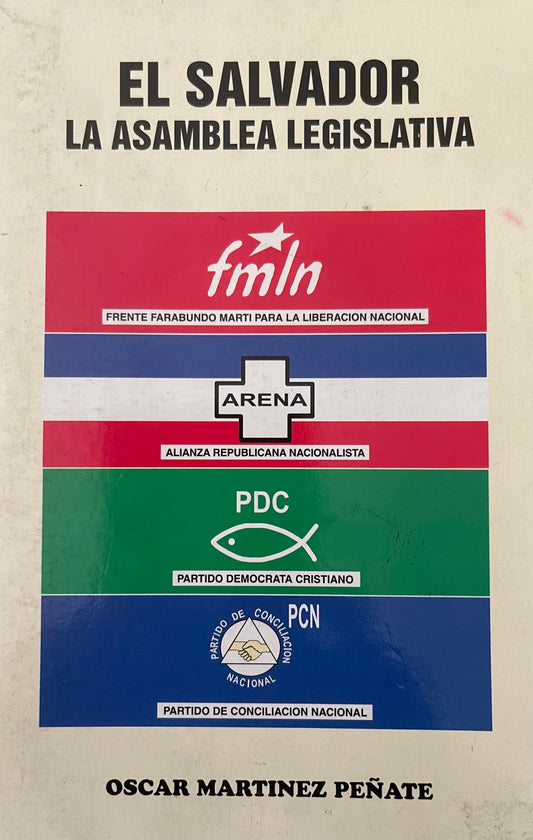 EL SALVADOR
LA ASAMBLEA LEGISLATIVA
fmln
FRENTE FARABUNDO MARTI PARA LA LIBERACION NACIONAL
ARENA
ALIANZA REPUBLICANA NACIONALISTA
PDC
PARTIDO DEMOCRATA CRISTIANO
PCN
PARTIDO DE CONCILIACION
NACIONAL
PARTIDO DE CONCILIACION NACIONAL
OSCAR MARTINEZ PEÑATE